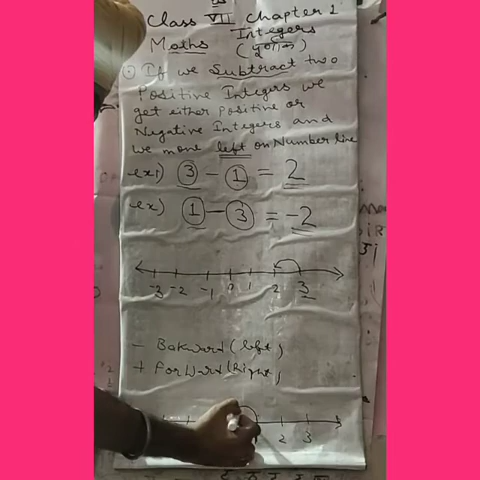 Class VII Chapter 1
Integers
Maths (पूर्णांक)
If we Subtract two
Positive Integers we
get either positive or
Negative Integers and
we move left on Number line
ex1) 3 - 1 = 2
ex) 1 - 3 = -2
-3 -2 -1 0 1 2 3
- Bakward (left)
+ Forward (Right)
2 3